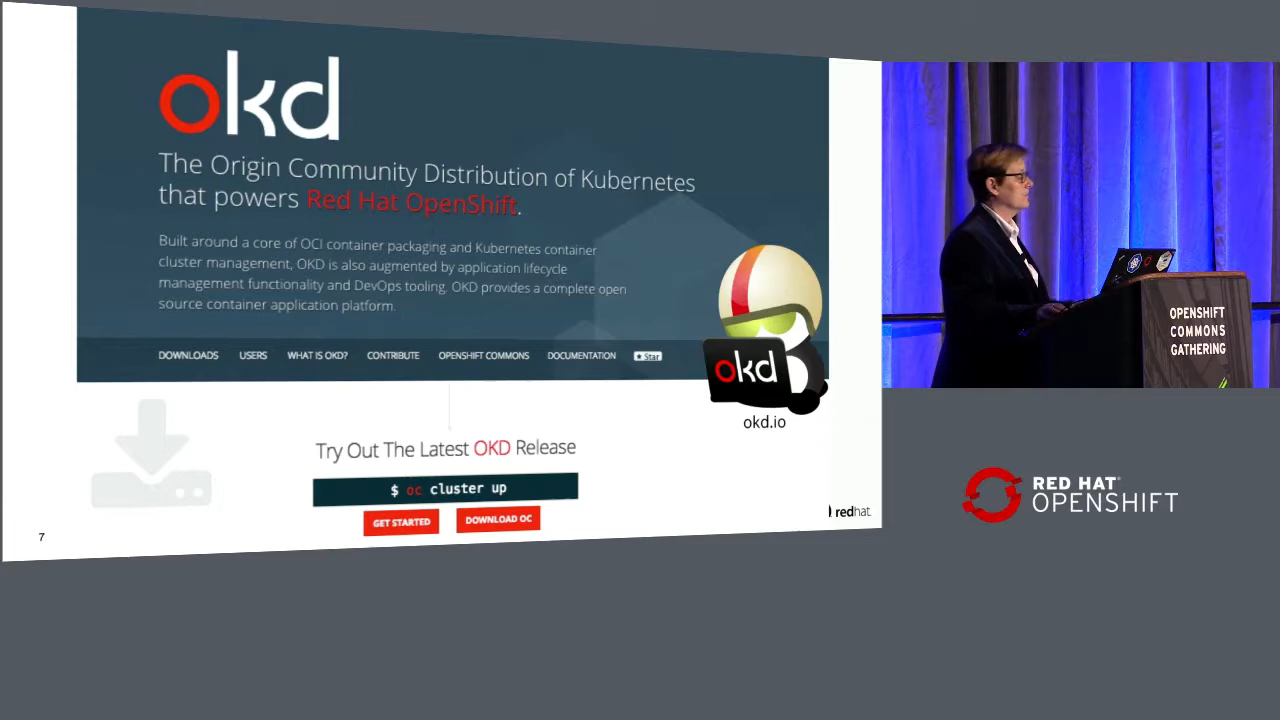 okd
The Origin Community Distribution of Kubernetes
that powers Red Hat OpenShift.
Built around a core of OCI container packaging and Kubernetes container
cluster management, OKD is also augmented by application lifecycle
management functionality and DevOps tooling. OKD provides a complete open
source container application platform.
DOWNLOADS USERS WHAT IS OKD? CONTRIBUTE OPENSHIFT COMMONS DOCUMENTATION Star
okd
okd.io
Try Out The Latest OKD Release
$ oc cluster up
GET STARTED DOWNLOAD OC
redhat.
7
OPENSHIFT
COMMONS
GATHERING
RED HAT®
OPENSHIFT